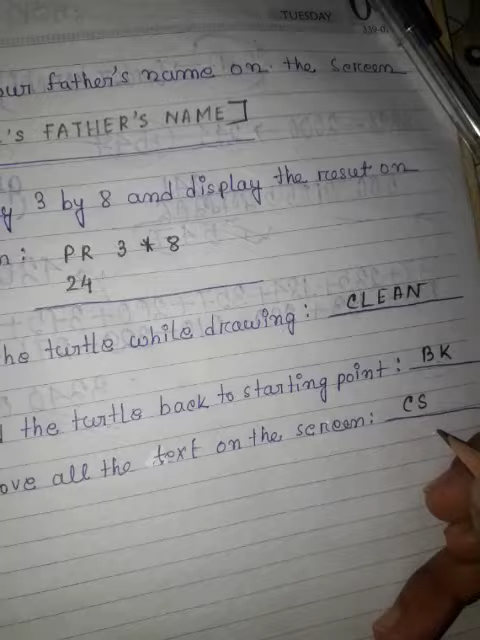 TUESDAY
our father's name on the screen
'S FATHER'S NAME]
y 3 by 8 and display the result on
n: PR 3 * 8
24
he turtle while drawing: CLEAN
the turtle back to starting point: BK
ove all the text on the screen: CS